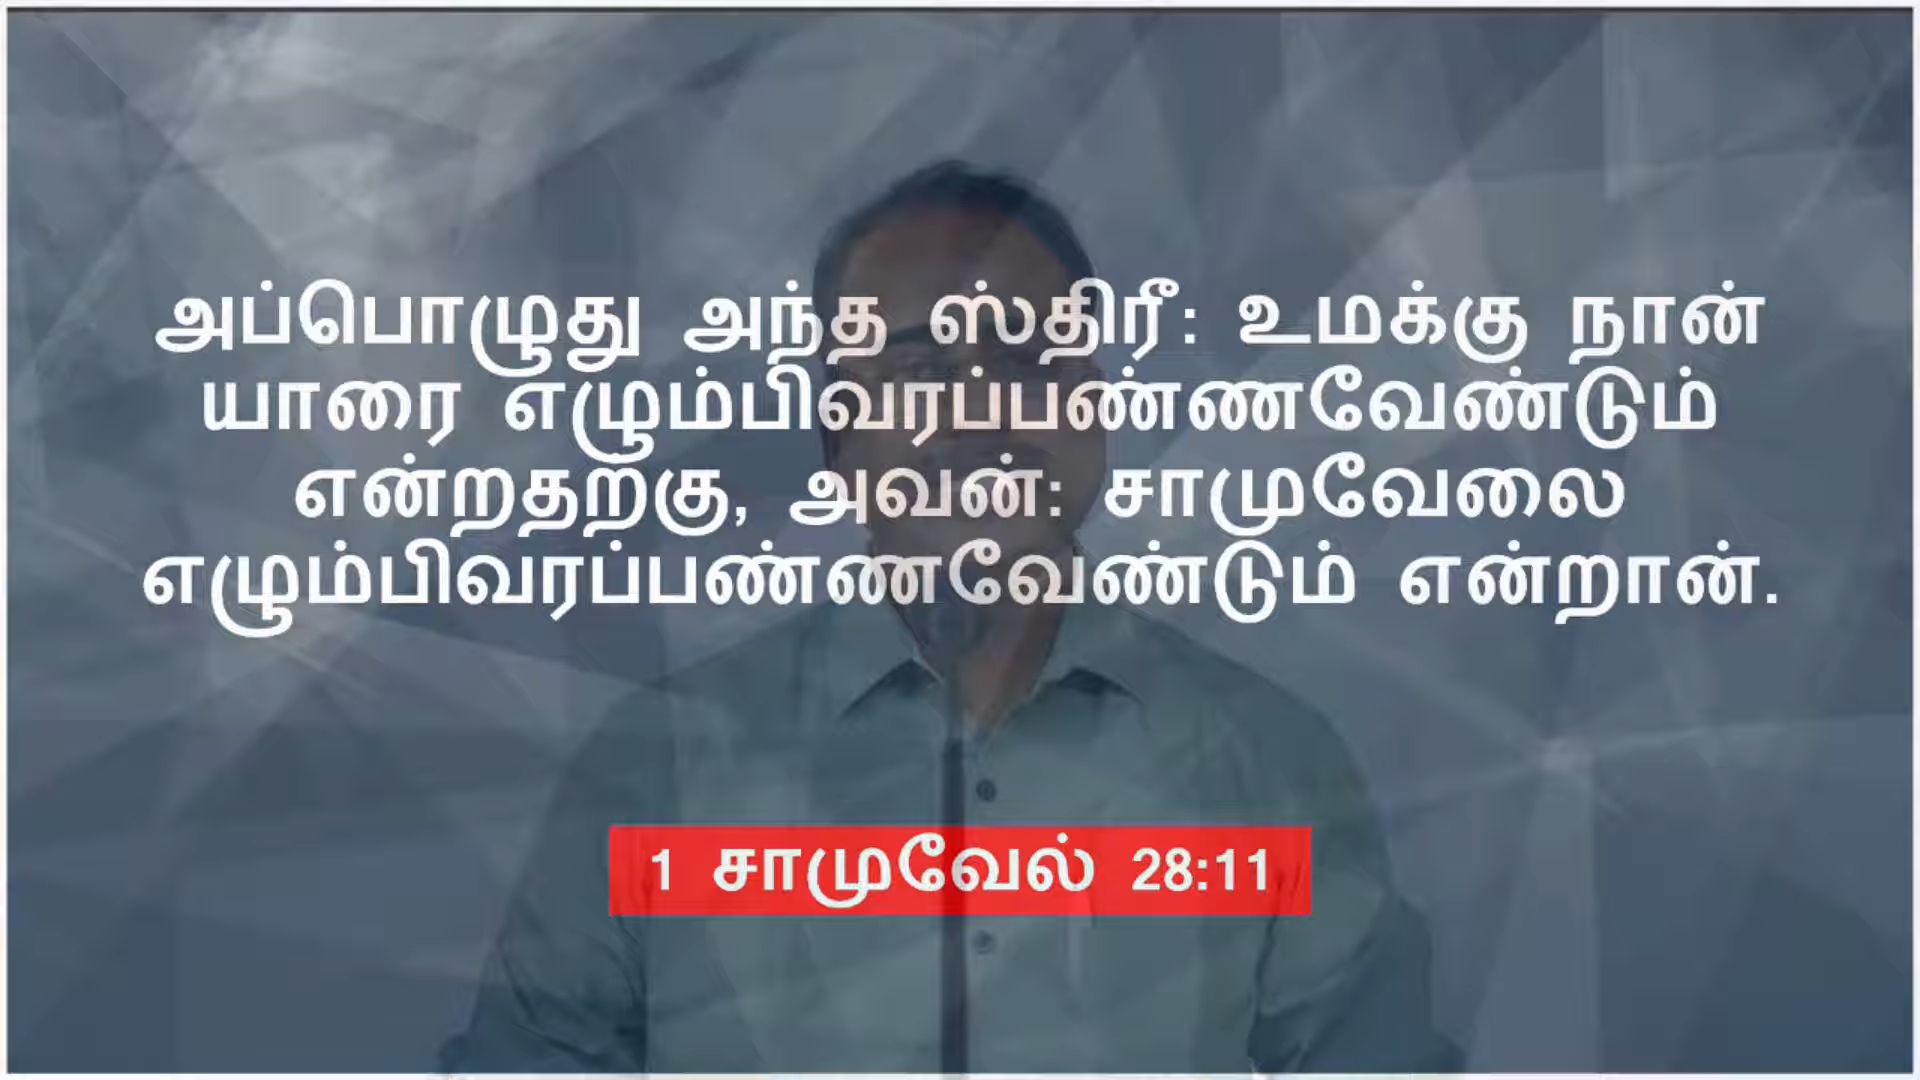 அப்பொழுது அந்த ஸ்திரீ: உமக்கு நான்
யாரை எழும்பிவரப்பண்ணவேண்டும்
என்றதற்கு, அவன்: சாமுவேலை
எழும்பிவரப்பண்ணவேண்டும் என்றான்.
1 சாமுவேல் 28:11